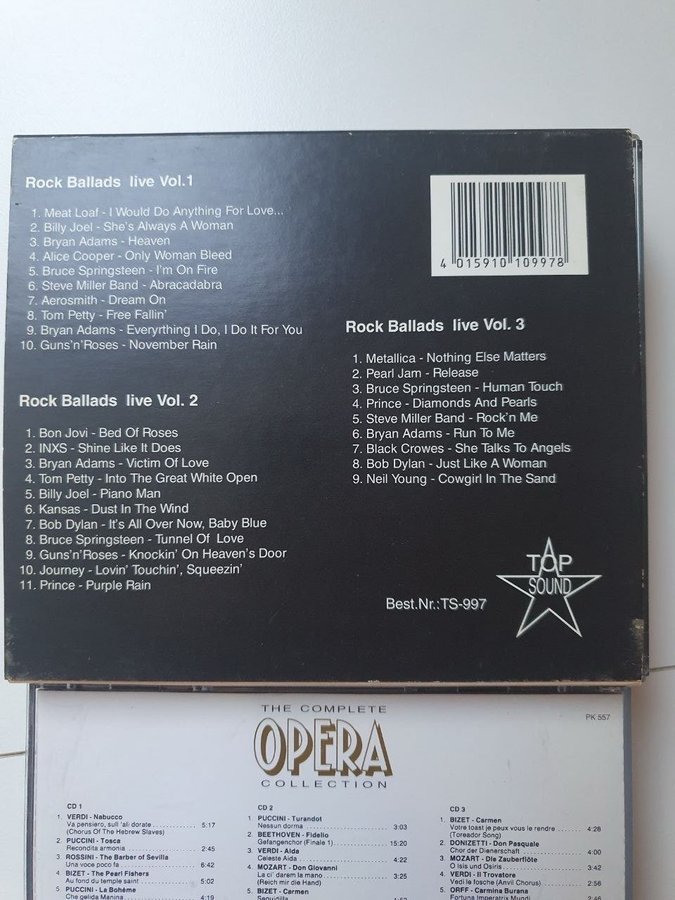 Rock Ballads live Vol.1
1. Meat Loaf - I Would Do Anything For Love...
2. Billy Joel - She's Always A Woman
3. Bryan Adams - Heaven
4. Alice Cooper - Only Woman Bleed
5. Bruce Springsteen - I'm On Fire
6. Steve Miller Band - Abracadabra
7. Aerosmith - Dream On
8. Tom Petty - Free Fallin'
9. Bryan Adams - Everyrthing I Do, I Do It For You
10. Guns'n'Roses - November Rain
Rock Ballads live Vol. 2
1. Bon Jovi - Bed Of Roses
2. INXS - Shine Like It Does
3. Bryan Adams - Victim Of Love
4. Tom Petty - Into The Great White Open
5. Billy Joel - Piano Man
6. Kansas - Dust In The Wind
7. Bob Dylan - It's All Over Now, Baby Blue
8. Bruce Springsteen - Tunnel Of Love
9. Guns'n'Roses - Knockin' On Heaven's Door
10. Journey - Lovin' Touchin', Squeezin'
11. Prince - Purple Rain
4 015910 109978
Rock Ballads live Vol. 3
1. Metallica - Nothing Else Matters
2. Pearl Jam - Release
3. Bruce Springsteen - Human Touch
4. Prince - Diamonds And Pearls
5. Steve Miller Band - Rock'n Me
6. Bryan Adams - Run To Me
7. Black Crowes - She Talks To Angels
8. Bob Dylan - Just Like A Woman
9. Neil Young - Cowgirl In The Sand
TOP
SOUND
Best.Nr.:TS-997
THE COMPLETE
OPERA
COLLECTION
PK 557
CD 1
1. VERDI - Nabucco
Va pensiero, sull 'ali dorate 5:17
(Chorus Of The Hebrew Slaves)
2. PUCCINI - Tosca
Recondita armonia 2:45
3. ROSSINI - The Barber of Sevilla
Una voce poco fa 6:42
4. BIZET - The Pearl Fishers
Au fond du temple saint 5:02
5. PUCCINI - La Bohème
Che gelida Manina 4:19
CD 2
1. PUCCINI - Turandot
Nessun dorma 3:03
2. BEETHOVEN - Fidelio
Gefangenchor (Finale 1) 15:20
3. VERDI - Aida
Celeste Aida 4:22
4. MOZART - Don Giovanni
La ci' darem la mano 3:25
(Reich mir die Hand)
5. BIZET - Carmen
CD 3
1. BIZET - Carmen
Votre toast je peux vous le rendre 4:28
(Toreador Song)
2. DONIZETTI - Don Pasquale
Chor der Dienerschaft 4:00
3. MOZART - Die Zauberflöte
O isis und Osiris 3:42
4. VERDI - Il Trovatore
Vedi le fosche (Anvil Chorus) 2:56
5. ORFF - Carmina Burana
Fortuna Imperatrix Mundi 2:46